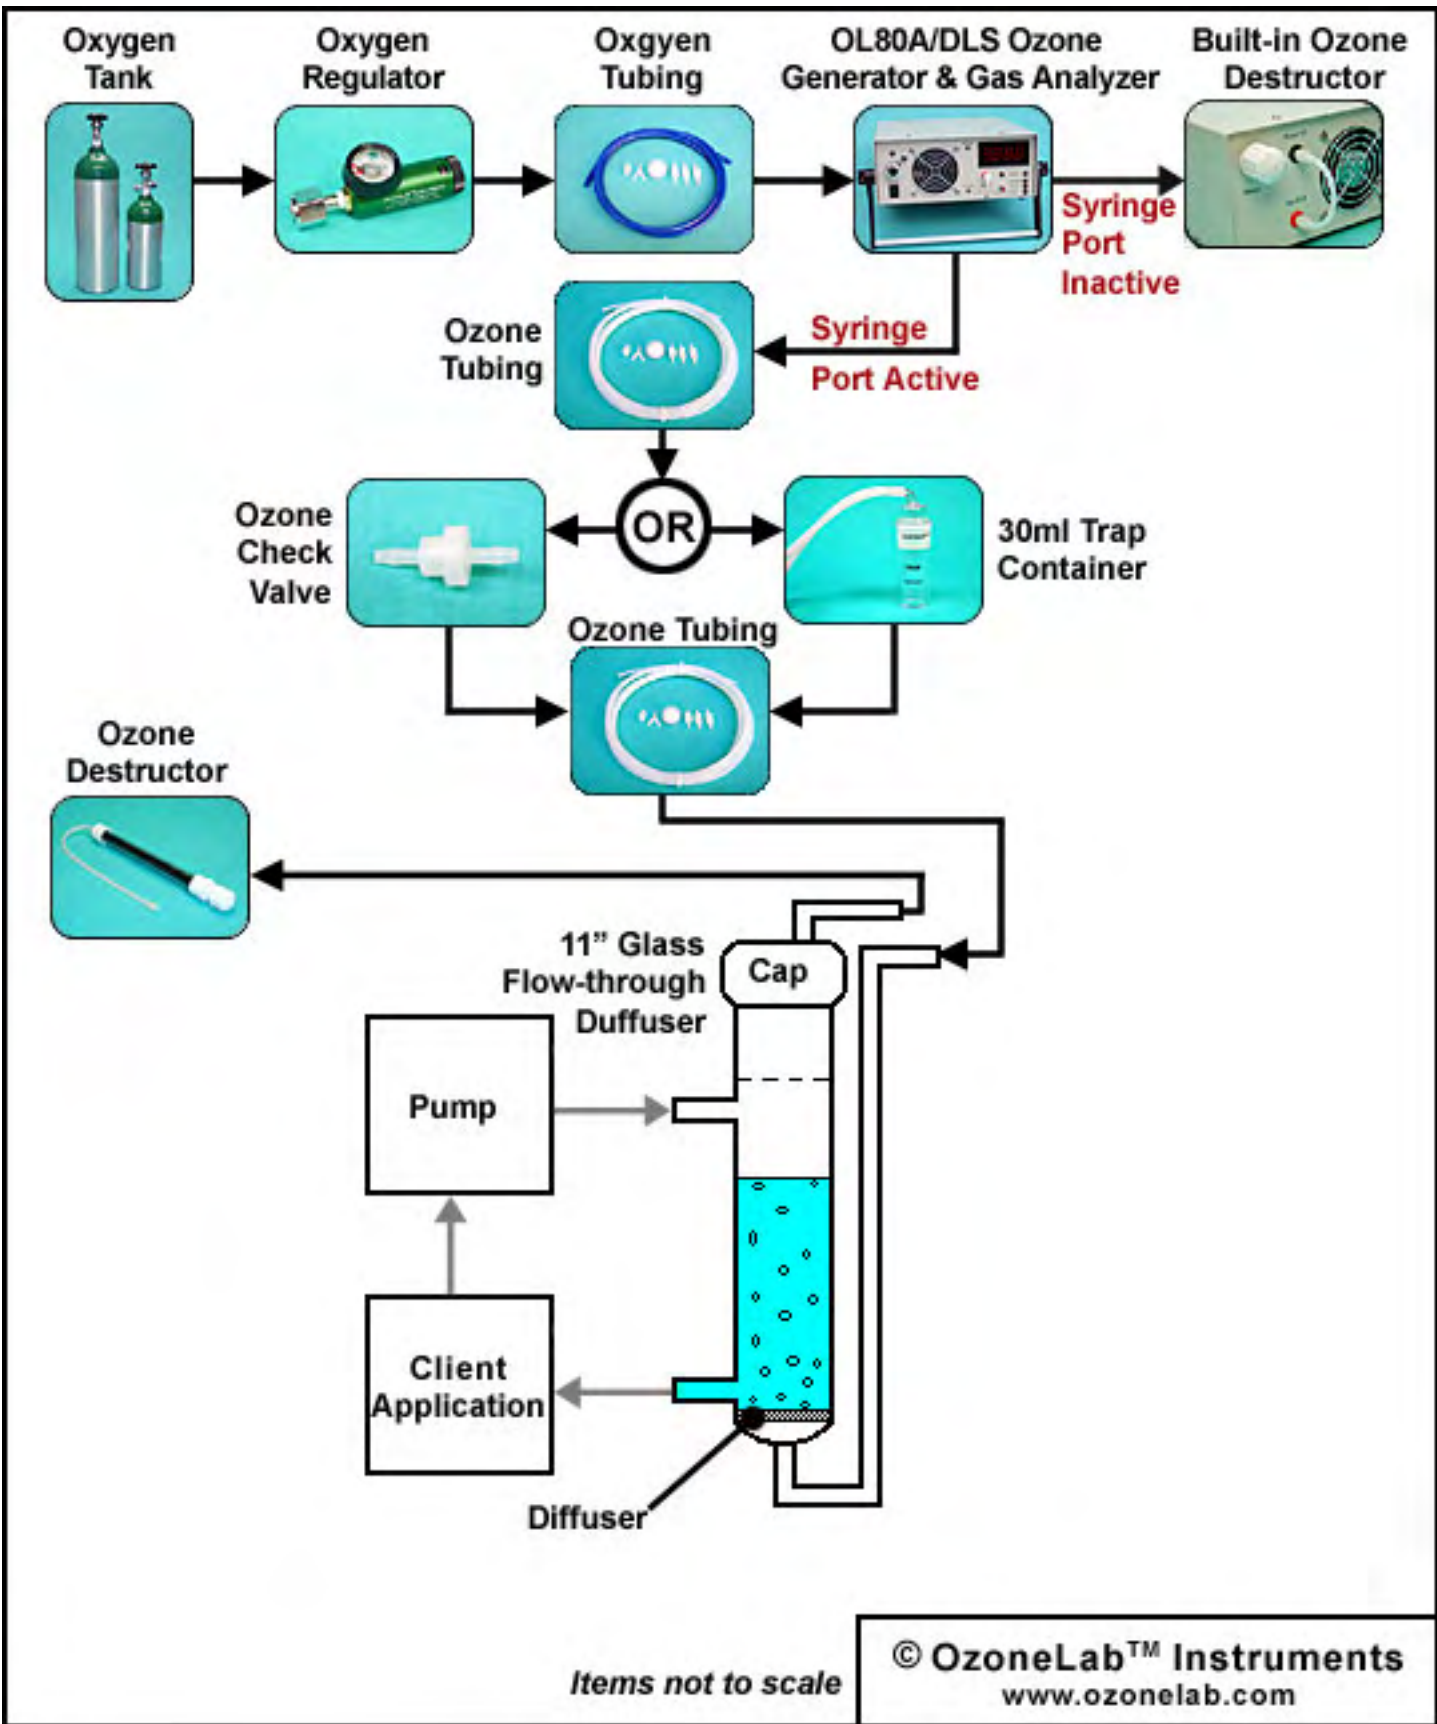 Oxygen
Tank
Oxygen
Regulator
Oxgyen
Tubing
OL80A/DLS Ozone
Generator & Gas Analyzer
Built-in Ozone
Destructor
Syringe
Port
Inactive
Ozone
Tubing
Syringe
Port Active
Ozone
Check
Valve
OR
30ml Trap
Container
Ozone Tubing
Ozone
Destructor
11” Glass
Flow-through
Duffuser
Cap
Pump
Client
Application
Diffuser
Items not to scale
© OzoneLab™ Instruments
www.ozonelab.com